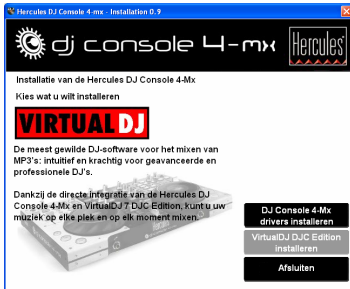 Hercules DJ Console 4-mx - Installation 0.9
dj console 4-mx
Hercules
Installatie van de Hercules DJ Console 4-Mx
Kies wat u wilt installeren
VIRTUAL DJ
De meest gewilde DJ-software voor het mixen van
MP3's: intuitief en krachtig voor geavanceerde en
professionele DJ's.
Dankzij de directe integratie van de Hercules DJ
Console 4-Mx en VirtualDJ 7 DJC Edition, kunt u uw
muziek op elke plek en op elk moment mixen.
DJ Console 4-Mx
drivers installeren
VirtualDJ DJC Edition
installeren
Afsluiten